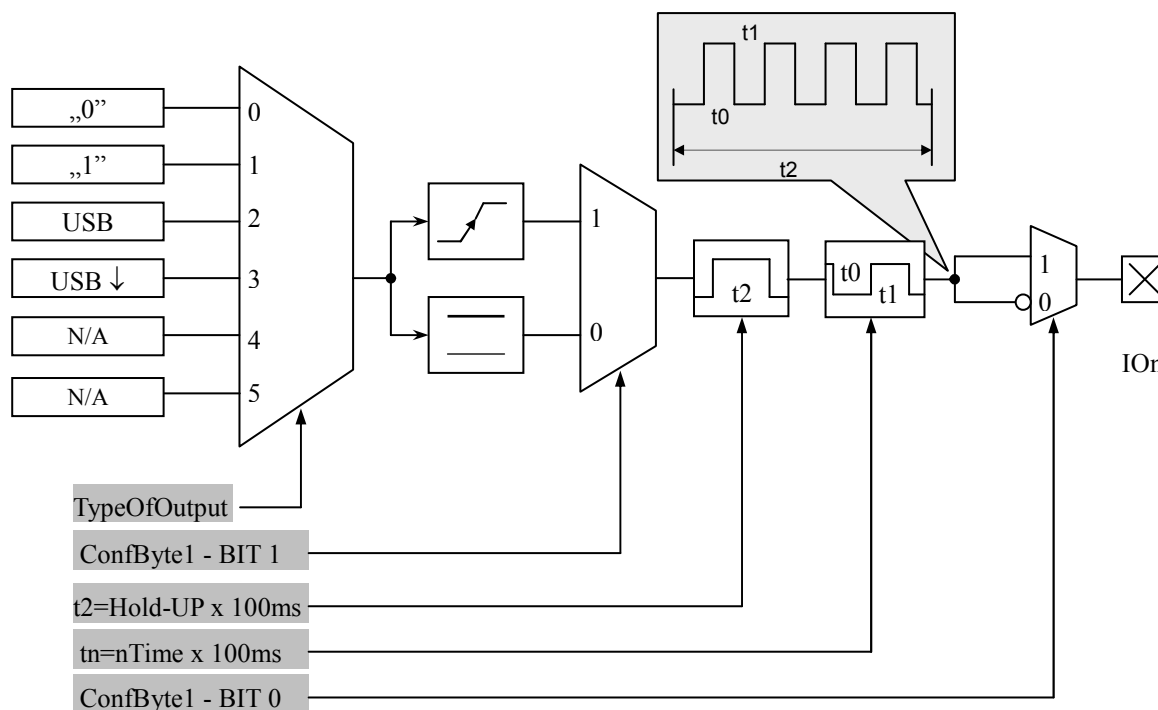 „0”
„1”
USB
USB ↓
N/A
N/A
0
1
2
3
4
5
1
0
t1
t0
t2
t2
t0
t1
1
0
IOn
TypeOfOutput
ConfByte1 - BIT 1
t2=Hold-UP x 100ms
tn=nTime x 100ms
ConfByte1 - BIT 0